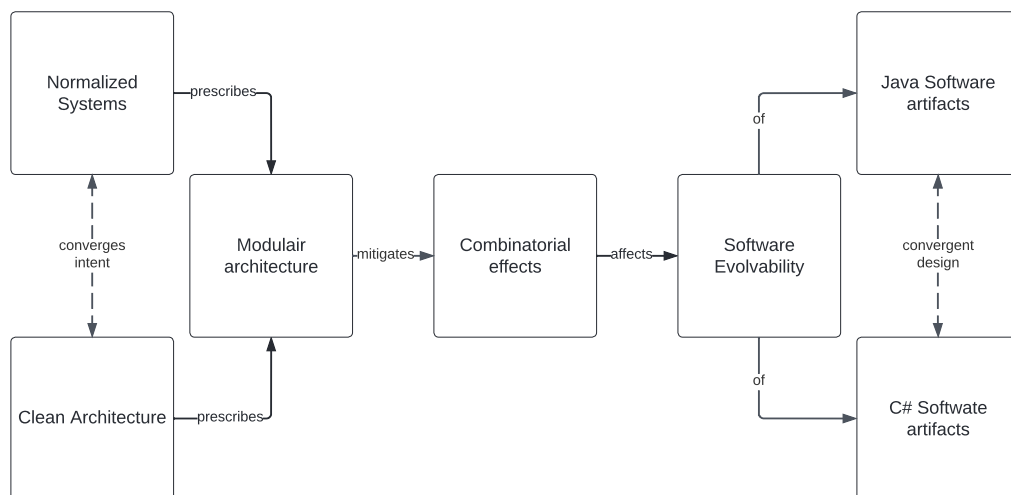 Normalized
Systems
prescribes
Java Software
artifacts
of
converges
intent
Modulair
architecture
mitigates
Combinatorial
effects
affects
Software
Evolvability
convergent
design
Clean Architecture
prescribes
of
C# Softwate
artifacts